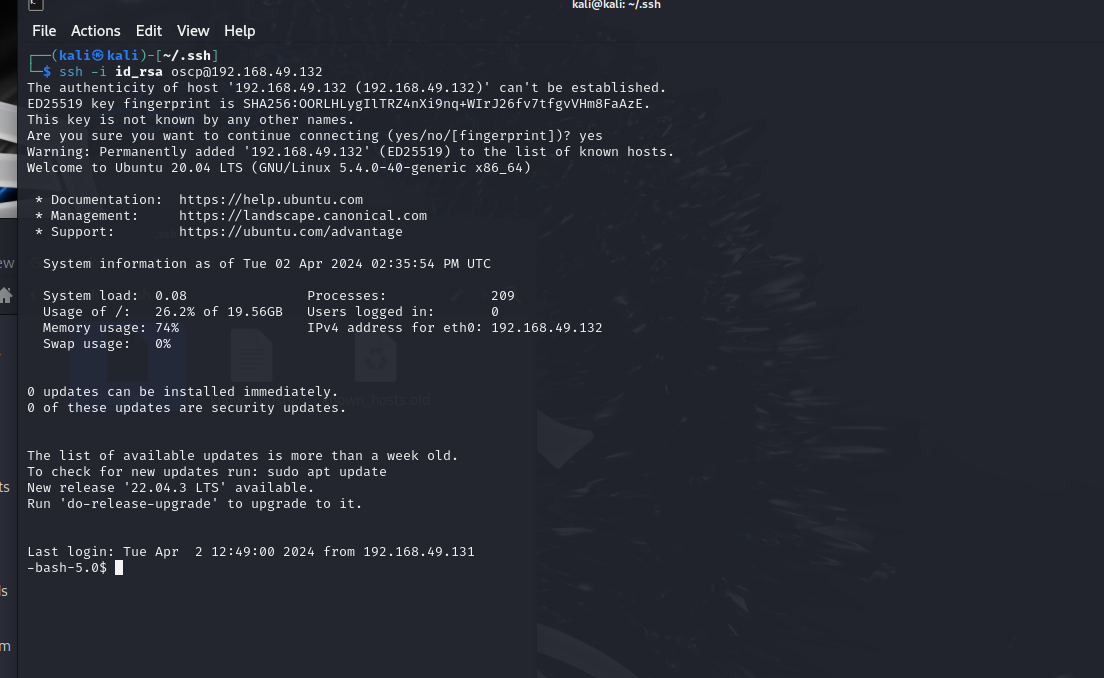 kali@kali: ~/.ssh
File Actions Edit View Help
┌──(kali㉿kali)-[~/.ssh]
└─$ ssh -i id_rsa oscp@192.168.49.132
The authenticity of host '192.168.49.132 (192.168.49.132)' can't be established.
ED25519 key fingerprint is SHA256:OORLHLygIlTRZ4nXi9nq+WIrJ26fv7tfgvVHm8FaAzE.
This key is not known by any other names.
Are you sure you want to continue connecting (yes/no/[fingerprint])? yes
Warning: Permanently added '192.168.49.132' (ED25519) to the list of known hosts.
Welcome to Ubuntu 20.04 LTS (GNU/Linux 5.4.0-40-generic x86_64)
* Documentation: https://help.ubuntu.com
* Management: https://landscape.canonical.com
* Support: https://ubuntu.com/advantage
System information as of Tue 02 Apr 2024 02:35:54 PM UTC
System load: 0.08 Processes: 209
Usage of /: 26.2% of 19.56GB Users logged in: 0
Memory usage: 74% IPv4 address for eth0: 192.168.49.132
Swap usage: 0%
0 updates can be installed immediately.
0 of these updates are security updates.
The list of available updates is more than a week old.
To check for new updates run: sudo apt update
New release '22.04.3 LTS' available.
Run 'do-release-upgrade' to upgrade to it.
Last login: Tue Apr 2 12:49:00 2024 from 192.168.49.131
-bash-5.0$